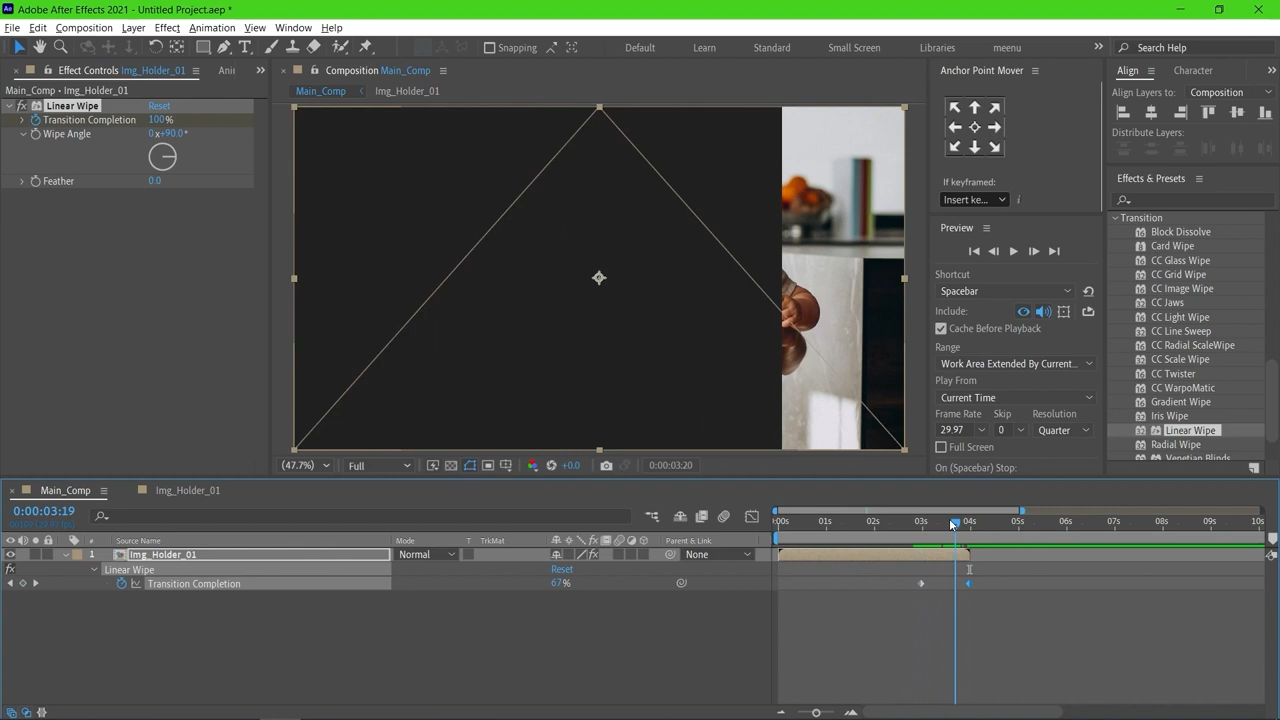 Adobe After Effects 2021 - Untitled Project.aep *
File Edit Composition Layer Effect Animation View Window Help
Snapping Default Learn Standard Small Screen Libraries meenu Search Help
Effect Controls Img_Holder_01
Main_Comp • Img_Holder_01
Linear Wipe Reset
Transition Completion 100%
Wipe Angle 0x+90.0°
Feather 0.0
Composition Main_Comp
Main_Comp Img_Holder_01
(47.7%) Full +0.0 0:00:03:20
Anchor Point Mover
If keyframed:
Insert ke...
Preview
Shortcut
Spacebar
Include:
Cache Before Playback
Range
Work Area Extended By Current...
Play From
Current Time
Frame Rate Skip Resolution
29.97 0 Quarter
Full Screen
On (Spacebar) Stop:
Align Character
Align Layers to: Composition
Distribute Layers:
Effects & Presets
Transition
Block Dissolve
Card Wipe
CC Glass Wipe
CC Grid Wipe
CC Image Wipe
CC Jaws
CC Light Wipe
CC Line Sweep
CC Radial ScaleWipe
CC Scale Wipe
CC Twister
CC WarpoMatic
Gradient Wipe
Iris Wipe
Linear Wipe
Radial Wipe
Venetian Blinds
Main_Comp Img_Holder_01
0:00:03:19
# Source Name Mode T TrkMat Parent & Link
1 Img_Holder_01 Normal None
Linear Wipe Reset
Transition Completion 67%
:00s 01s 02s 03s 04s 05s 06s 07s 08s 09s 10s